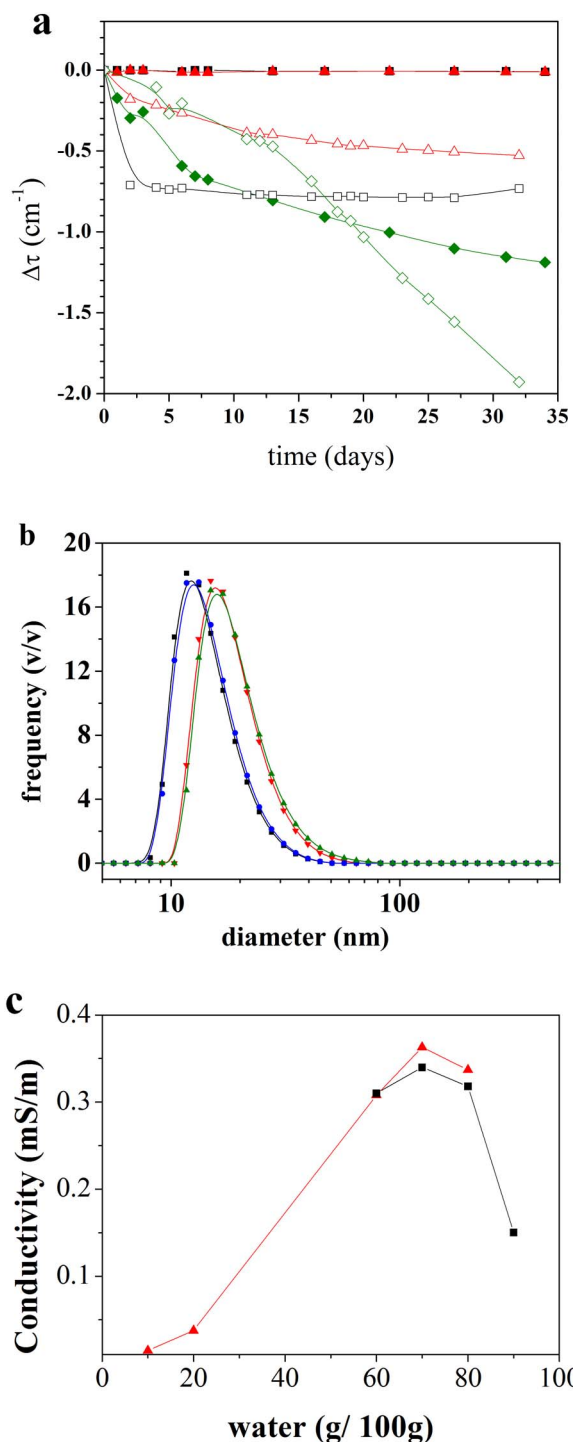 a
0.0
-0.5
-1.0
-1.5
-2.0
Δτ (cm⁻¹)
0 5 10 15 20 25 30 35
time (days)
b
20
16
12
8
4
0
frequency (v/v)
10 100
diameter (nm)
c
0.4
0.3
0.2
0.1
Conductivity (mS/m)
0 20 40 60 80 100
water (g/ 100g)